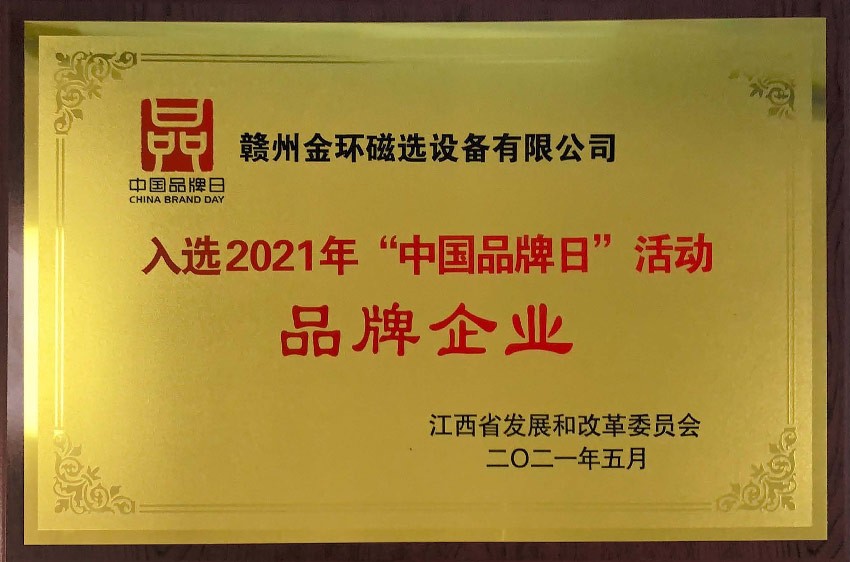 品
中国品牌日
CHINA BRAND DAY
赣州金环磁选设备有限公司
入选2021年“中国品牌日”活动
品牌企业
江西省发展和改革委员会
二〇二一年五月